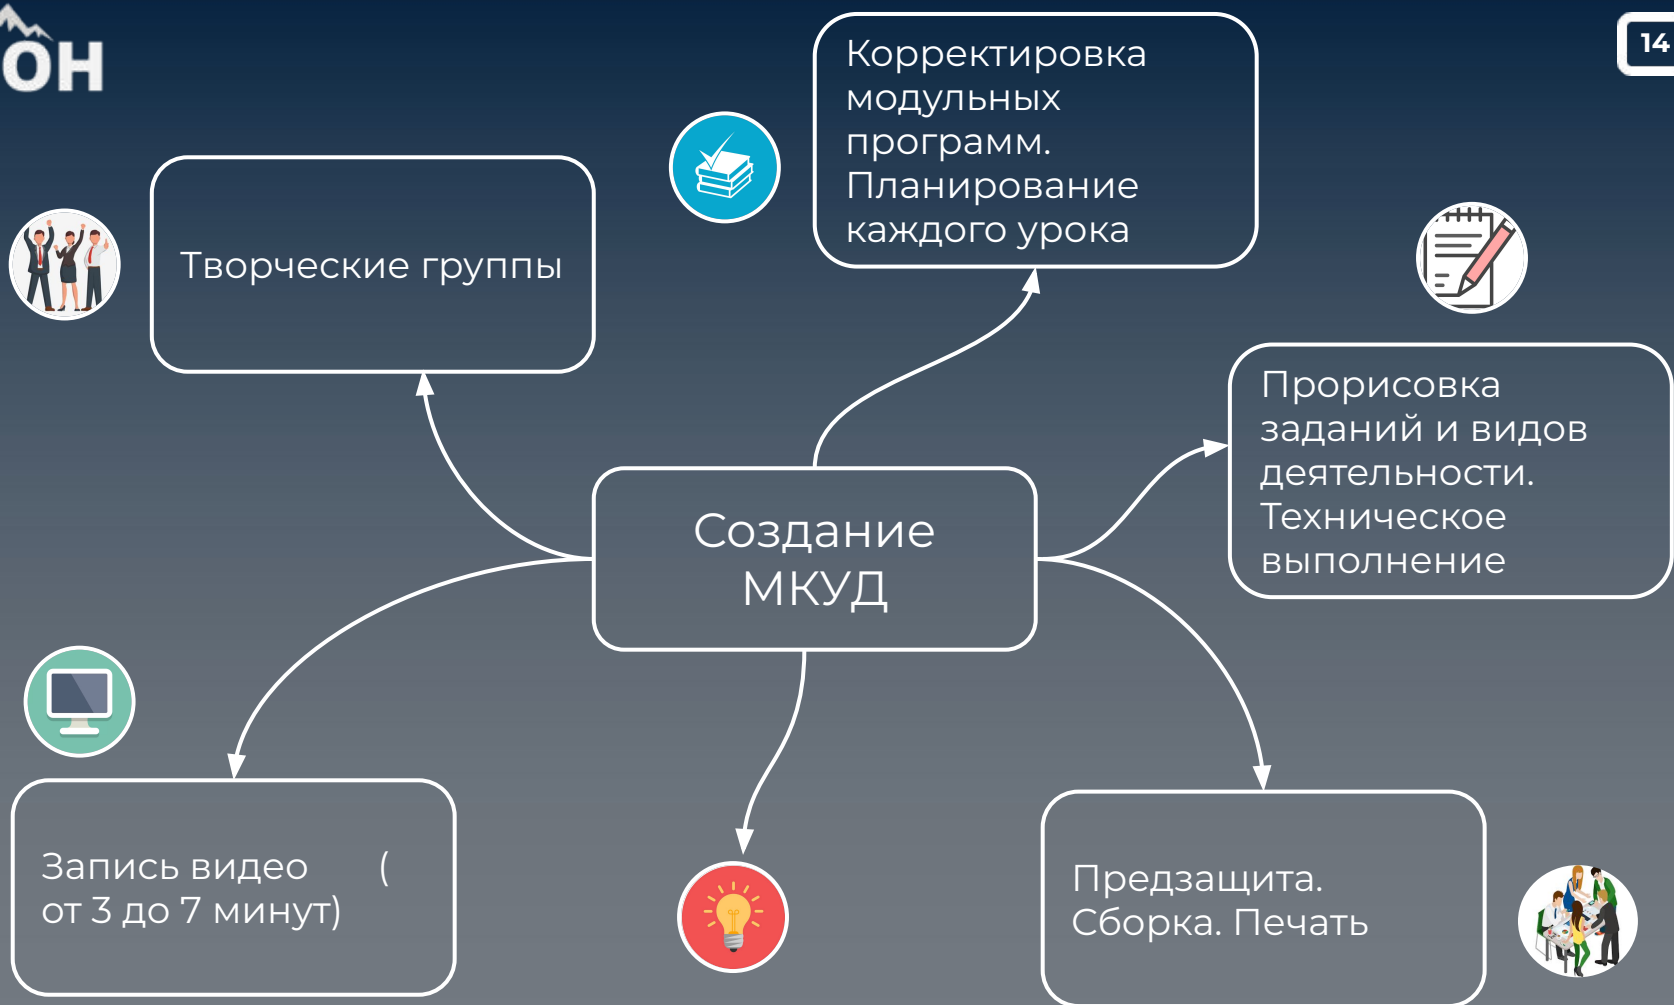 ОН
14
Корректировка
модульных
программ.
Планирование
каждого урока
Творческие группы
Прорисовка
заданий и видов
деятельности.
Техническое
выполнение
Создание
МКУД
Запись видео (
от 3 до 7 минут)
Предзащита.
Сборка. Печать